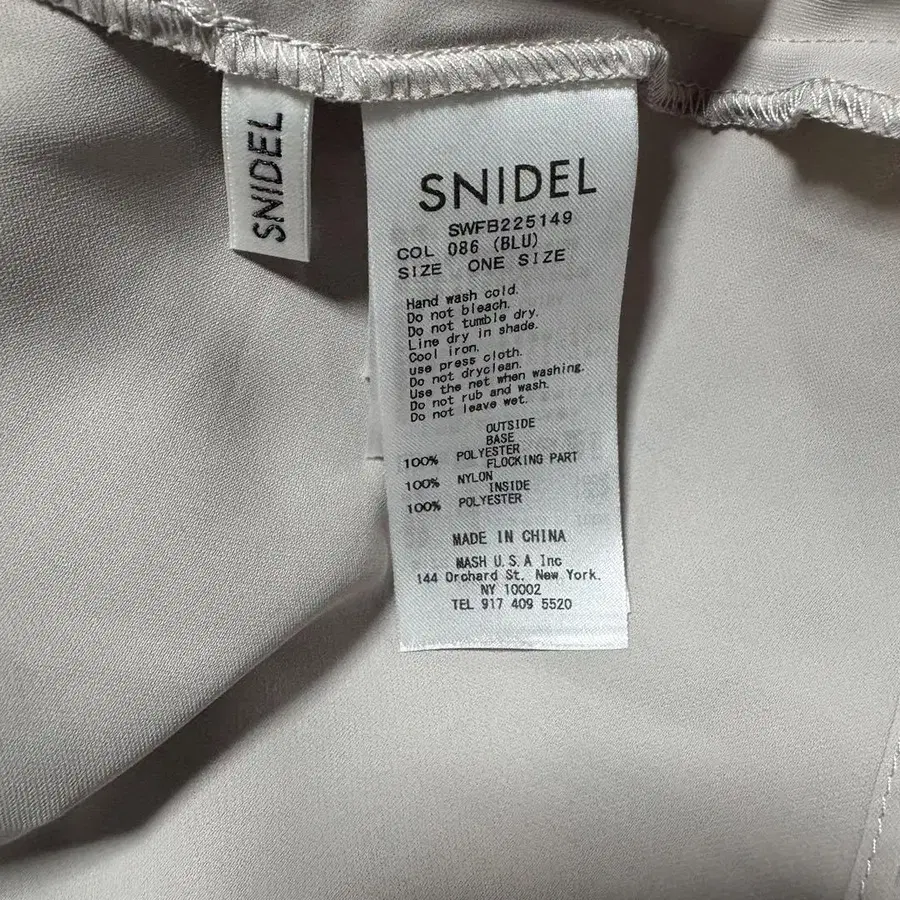 SNIDEL
SNIDEL
SWFB225149
COL 086 (BLU)
SIZE ONE SIZE
Hand wash cold.
Do not bleach.
Do not tumble dry.
Line dry in shade.
Cool iron.
use press cloth.
Do not dryclean.
Use the net when washing.
Do not rub and wash.
Do not leave wet.
OUTSIDE
BASE
100% POLYESTER
FLOCKING PART
100% NYLON
INSIDE
100% POLYESTER
MADE IN CHINA
MASH U.S.A Inc
144 Orchard St. New York.
NY 10002
TEL 917 409 5520